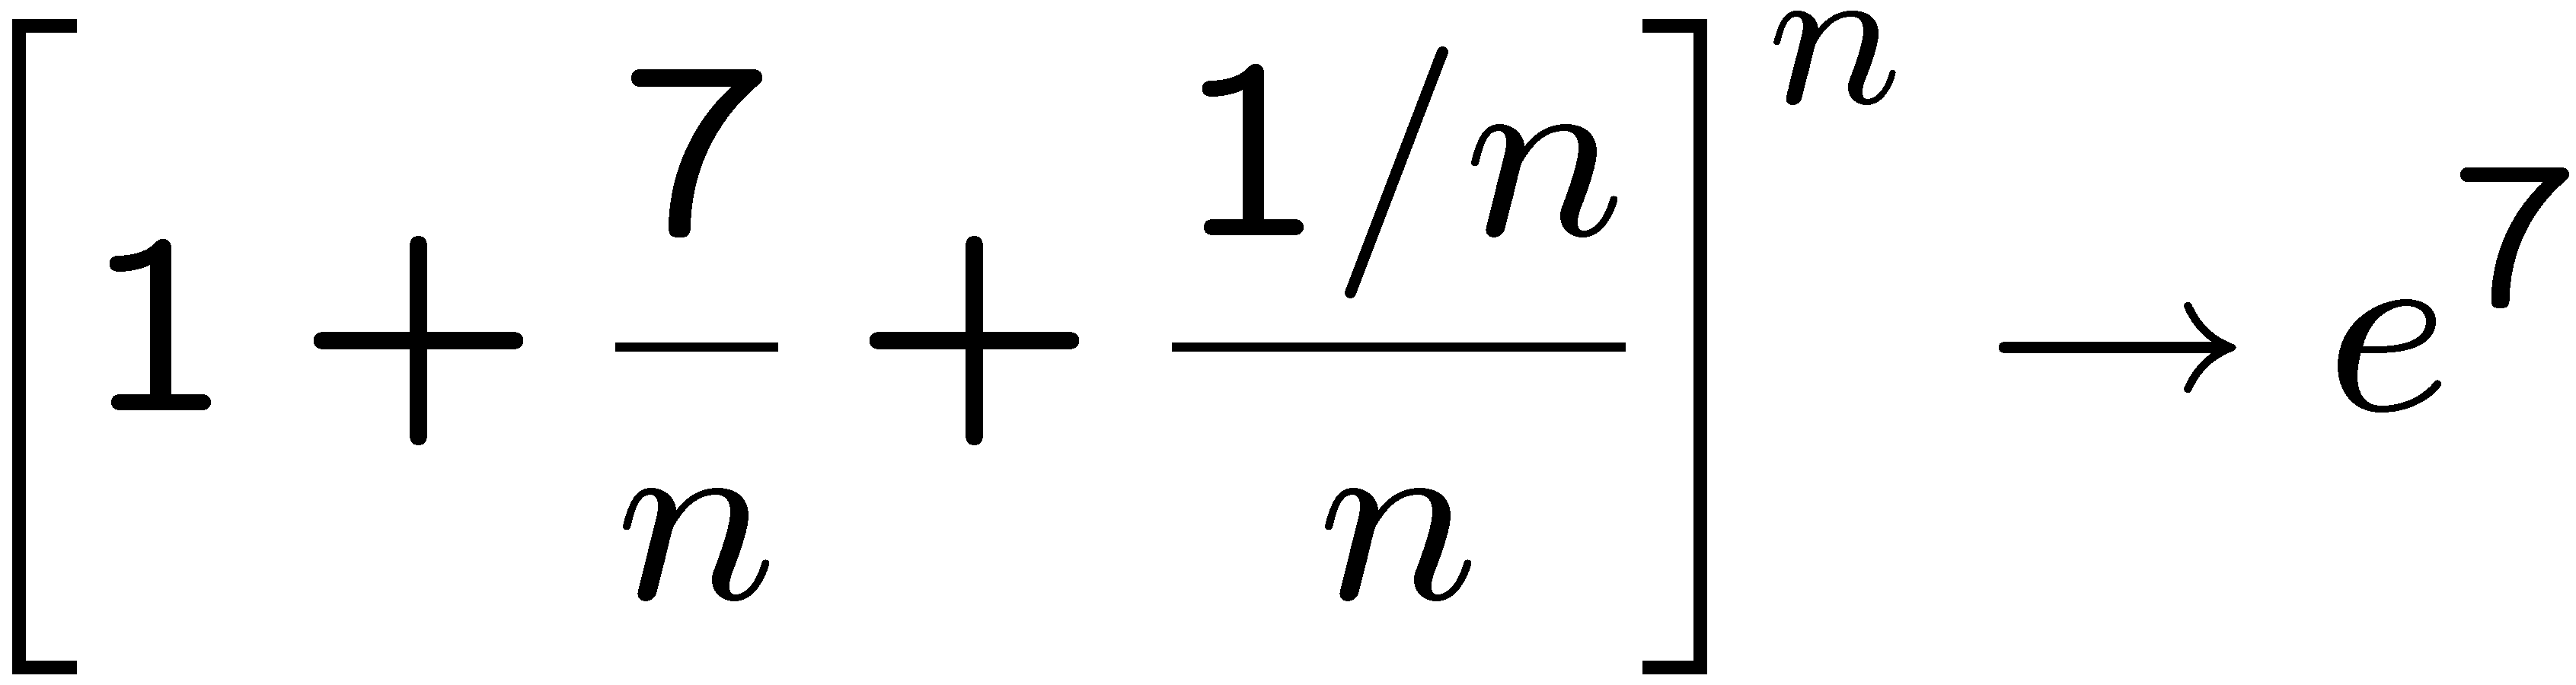 [1 + 7/n + (1/n)/n]^n → e^7